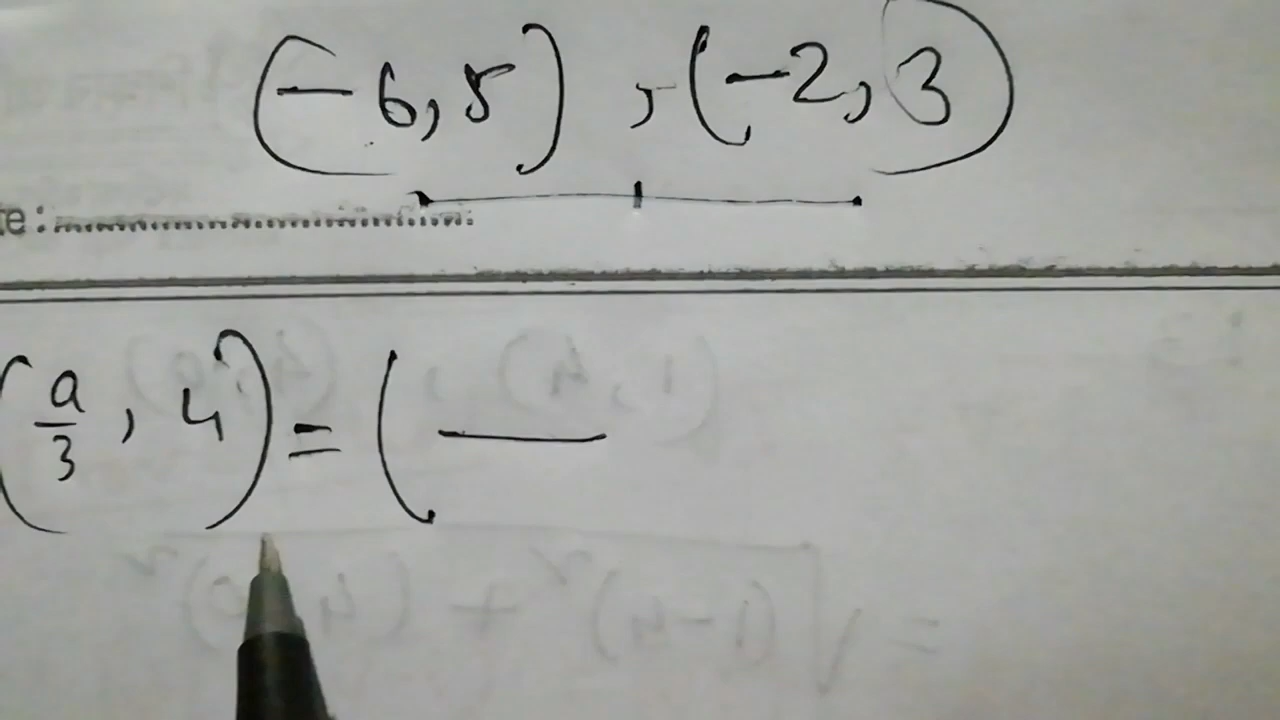 (-6, 5) , (-2, 3)
te :
(a/3 , 4) = (